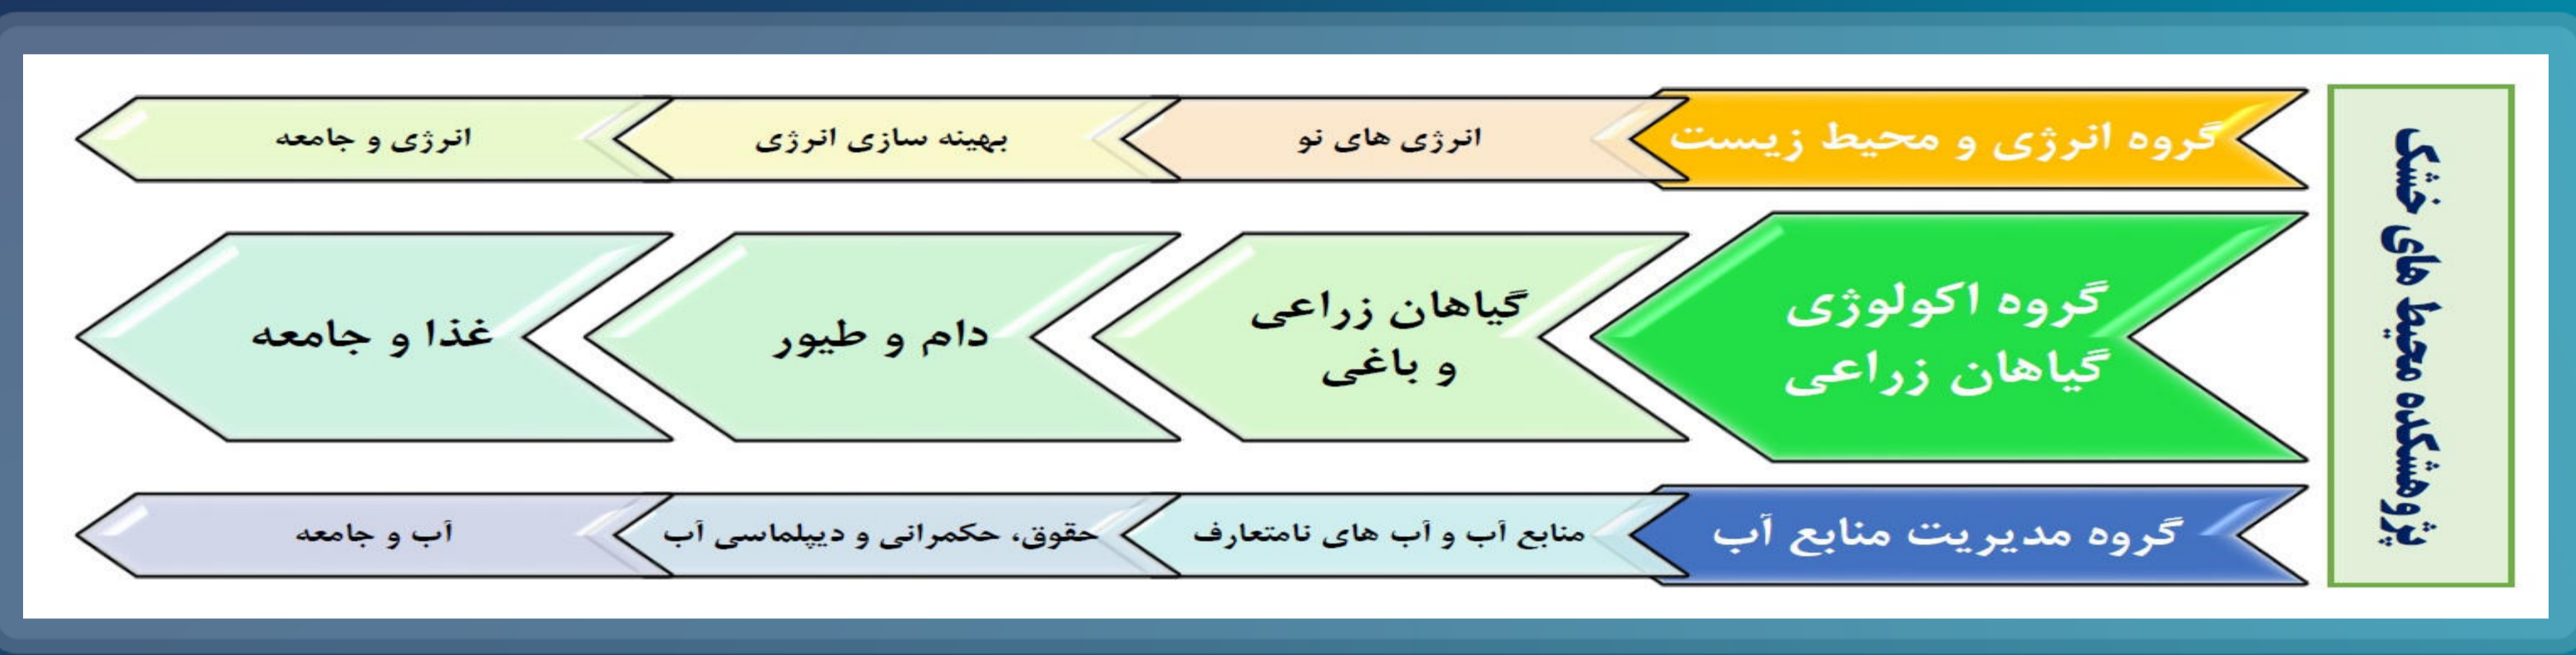 پژوهشکده محیط های خشک
گروه انرژی و محیط زیست
انرژی های نو
بهینه سازی انرژی
انرژی و جامعه
گروه اکولوژی
گیاهان زراعی
گیاهان زراعی
و باغی
دام و طیور
غذا و جامعه
گروه مدیریت منابع آب
منابع آب و آب های نامتعارف
حقوق، حکمرانی و دیپلماسی آب
آب و جامعه